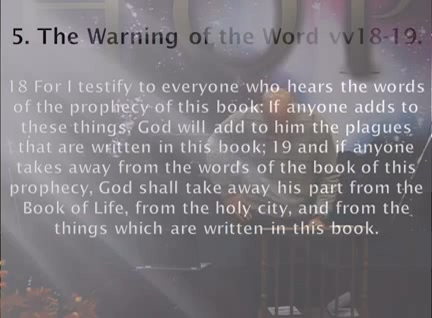 5. The Warning of the Word vv18-19.
18 For I testify to everyone who hears the words
of the prophecy of this book: If anyone adds to
these things, God will add to him the plagues
that are written in this book; 19 and if anyone
takes away from the words of the book of this
prophecy, God shall take away his part from the
Book of Life, from the holy city, and from the
things which are written in this book.